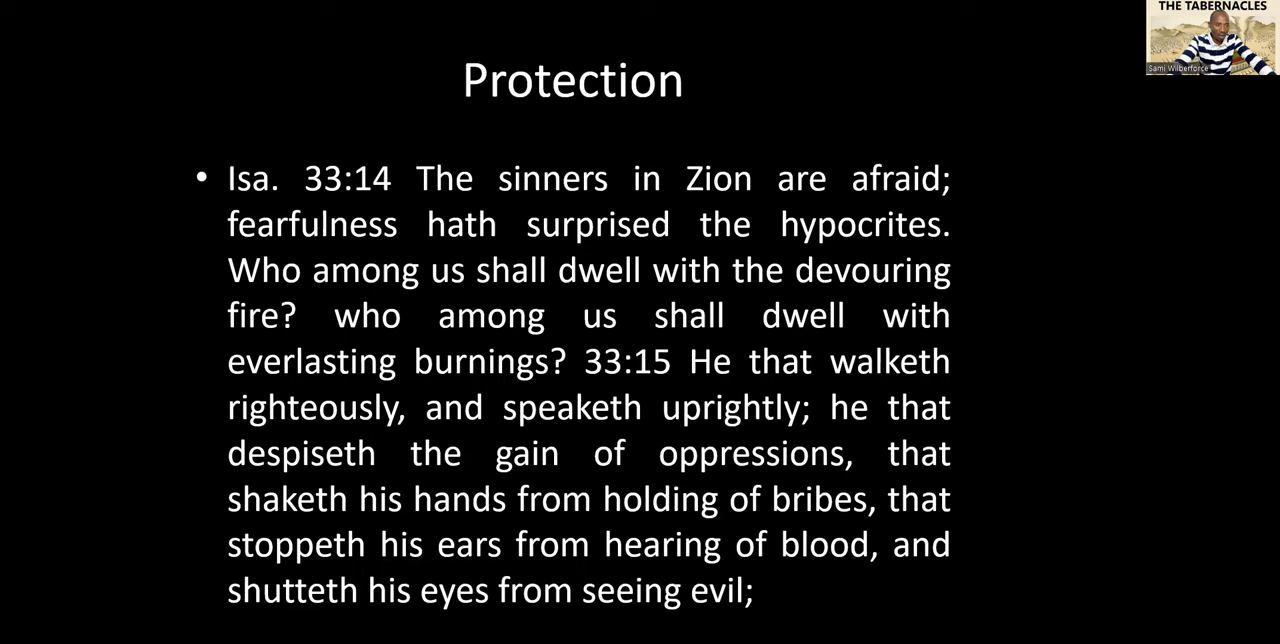 THE TABERNACLES
Sami Wilberforce
Protection
• Isa. 33:14 The sinners in Zion are afraid;
fearfulness hath surprised the hypocrites.
Who among us shall dwell with the devouring
fire? who among us shall dwell with
everlasting burnings? 33:15 He that walketh
righteously, and speaketh uprightly; he that
despiseth the gain of oppressions, that
shaketh his hands from holding of bribes, that
stoppeth his ears from hearing of blood, and
shutteth his eyes from seeing evil;